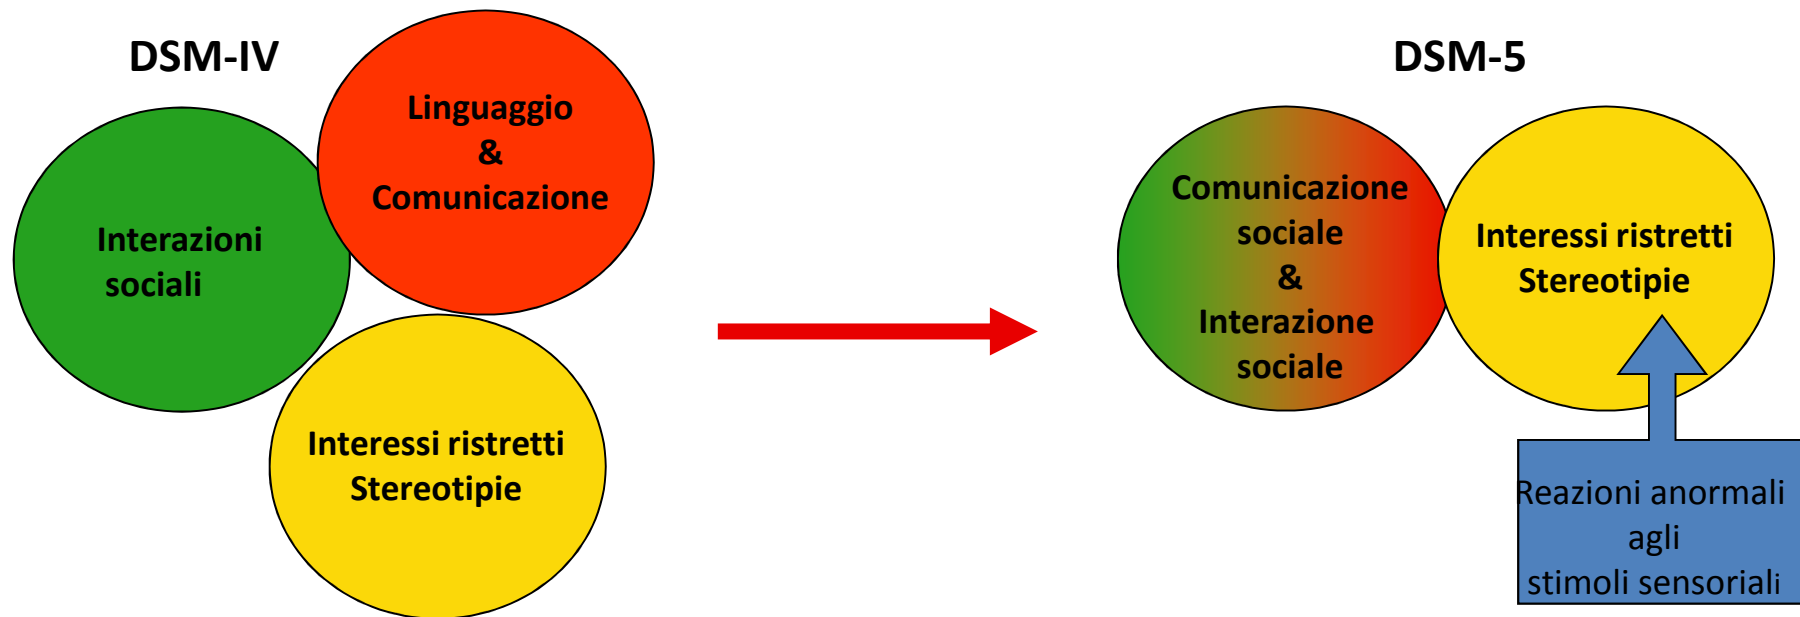 DSM-IV
Linguaggio
&
Comunicazione
Interazioni
sociali
Interessi ristretti
Stereotipie
DSM-5
Comunicazione
sociale
&
Interazione
sociale
Interessi ristretti
Stereotipie
Reazioni anormali
agli
stimoli sensoriali